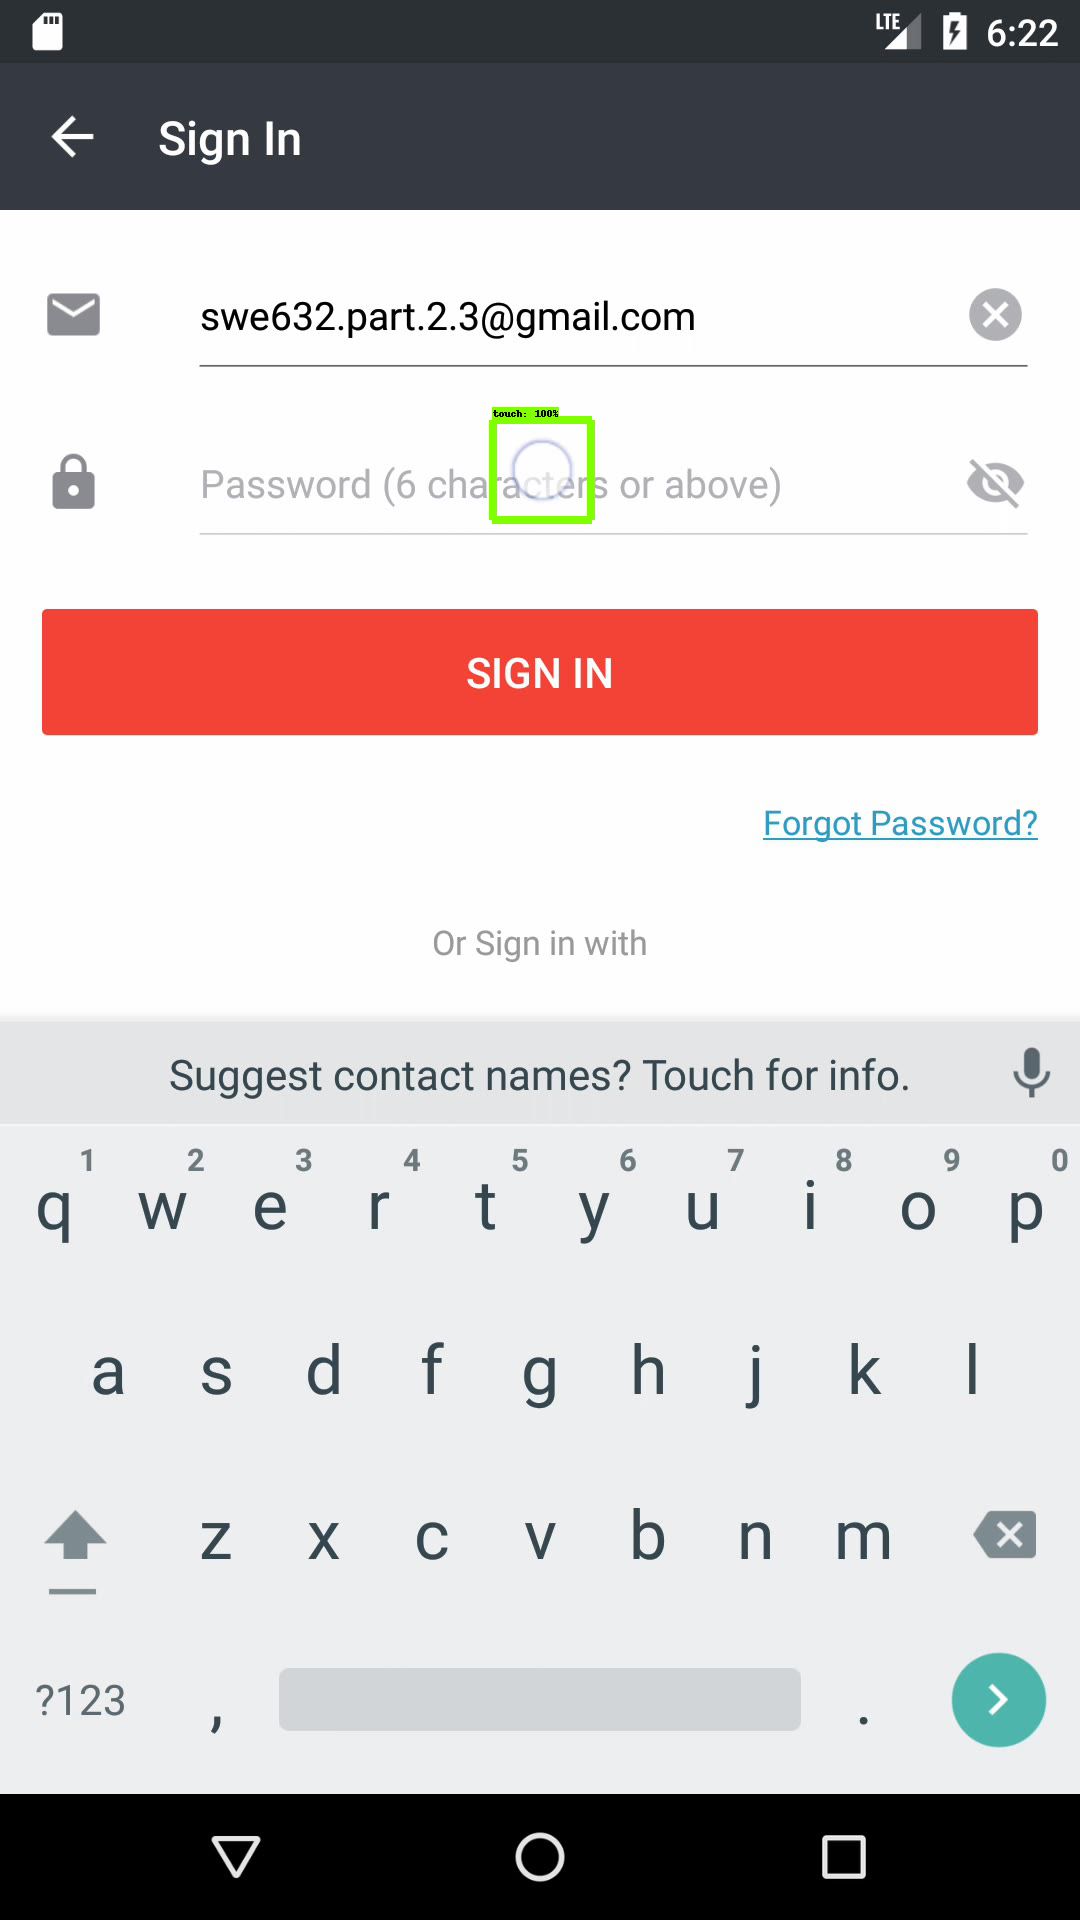 LTE 6:22
Sign In
swe632.part.2.3@gmail.com
touch: 100%
Password (6 characters or above)
SIGN IN
Forgot Password?
Or Sign in with
Suggest contact names? Touch for info.
1 2 3 4 5 6 7 8 9 0
q w e r t y u i o p
a s d f g h j k l
z x c v b n m
?123 , .